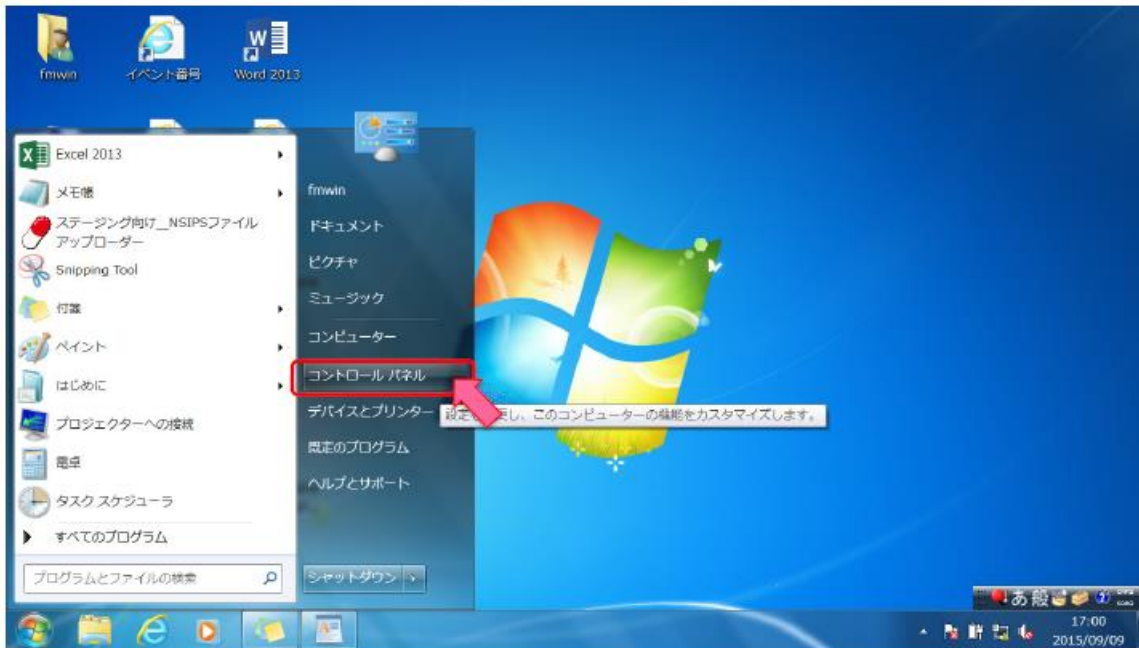 fmwin
イベント番号
Word 2013
Excel 2013
メモ帳
ステージング向け__NSIPSファイル
アップローダー
Snipping Tool
付箋
ペイント
はじめに
プロジェクターへの接続
電卓
タスク スケジューラ
すべてのプログラム
プログラムとファイルの検索
fmwin
ドキュメント
ピクチャ
ミュージック
コンピューター
コントロール パネル
デバイスとプリンター
設定を変更し、このコンピューターの機能をカスタマイズします。
既定のプログラム
ヘルプとサポート
シャットダウン
あ 般
17:00
2015/09/09